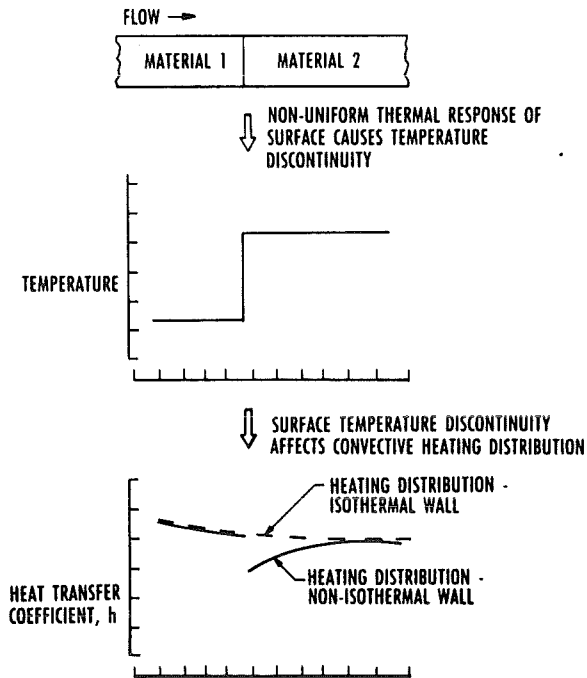 FLOW
MATERIAL 1
MATERIAL 2
NON-UNIFORM THERMAL RESPONSE OF
SURFACE CAUSES TEMPERATURE
DISCONTINUITY
TEMPERATURE
SURFACE TEMPERATURE DISCONTINUITY
AFFECTS CONVECTIVE HEATING DISTRIBUTION
HEATING DISTRIBUTION -
ISOTHERMAL WALL
HEAT TRANSFER
COEFFICIENT, h
HEATING DISTRIBUTION -
NON-ISOTHERMAL WALL